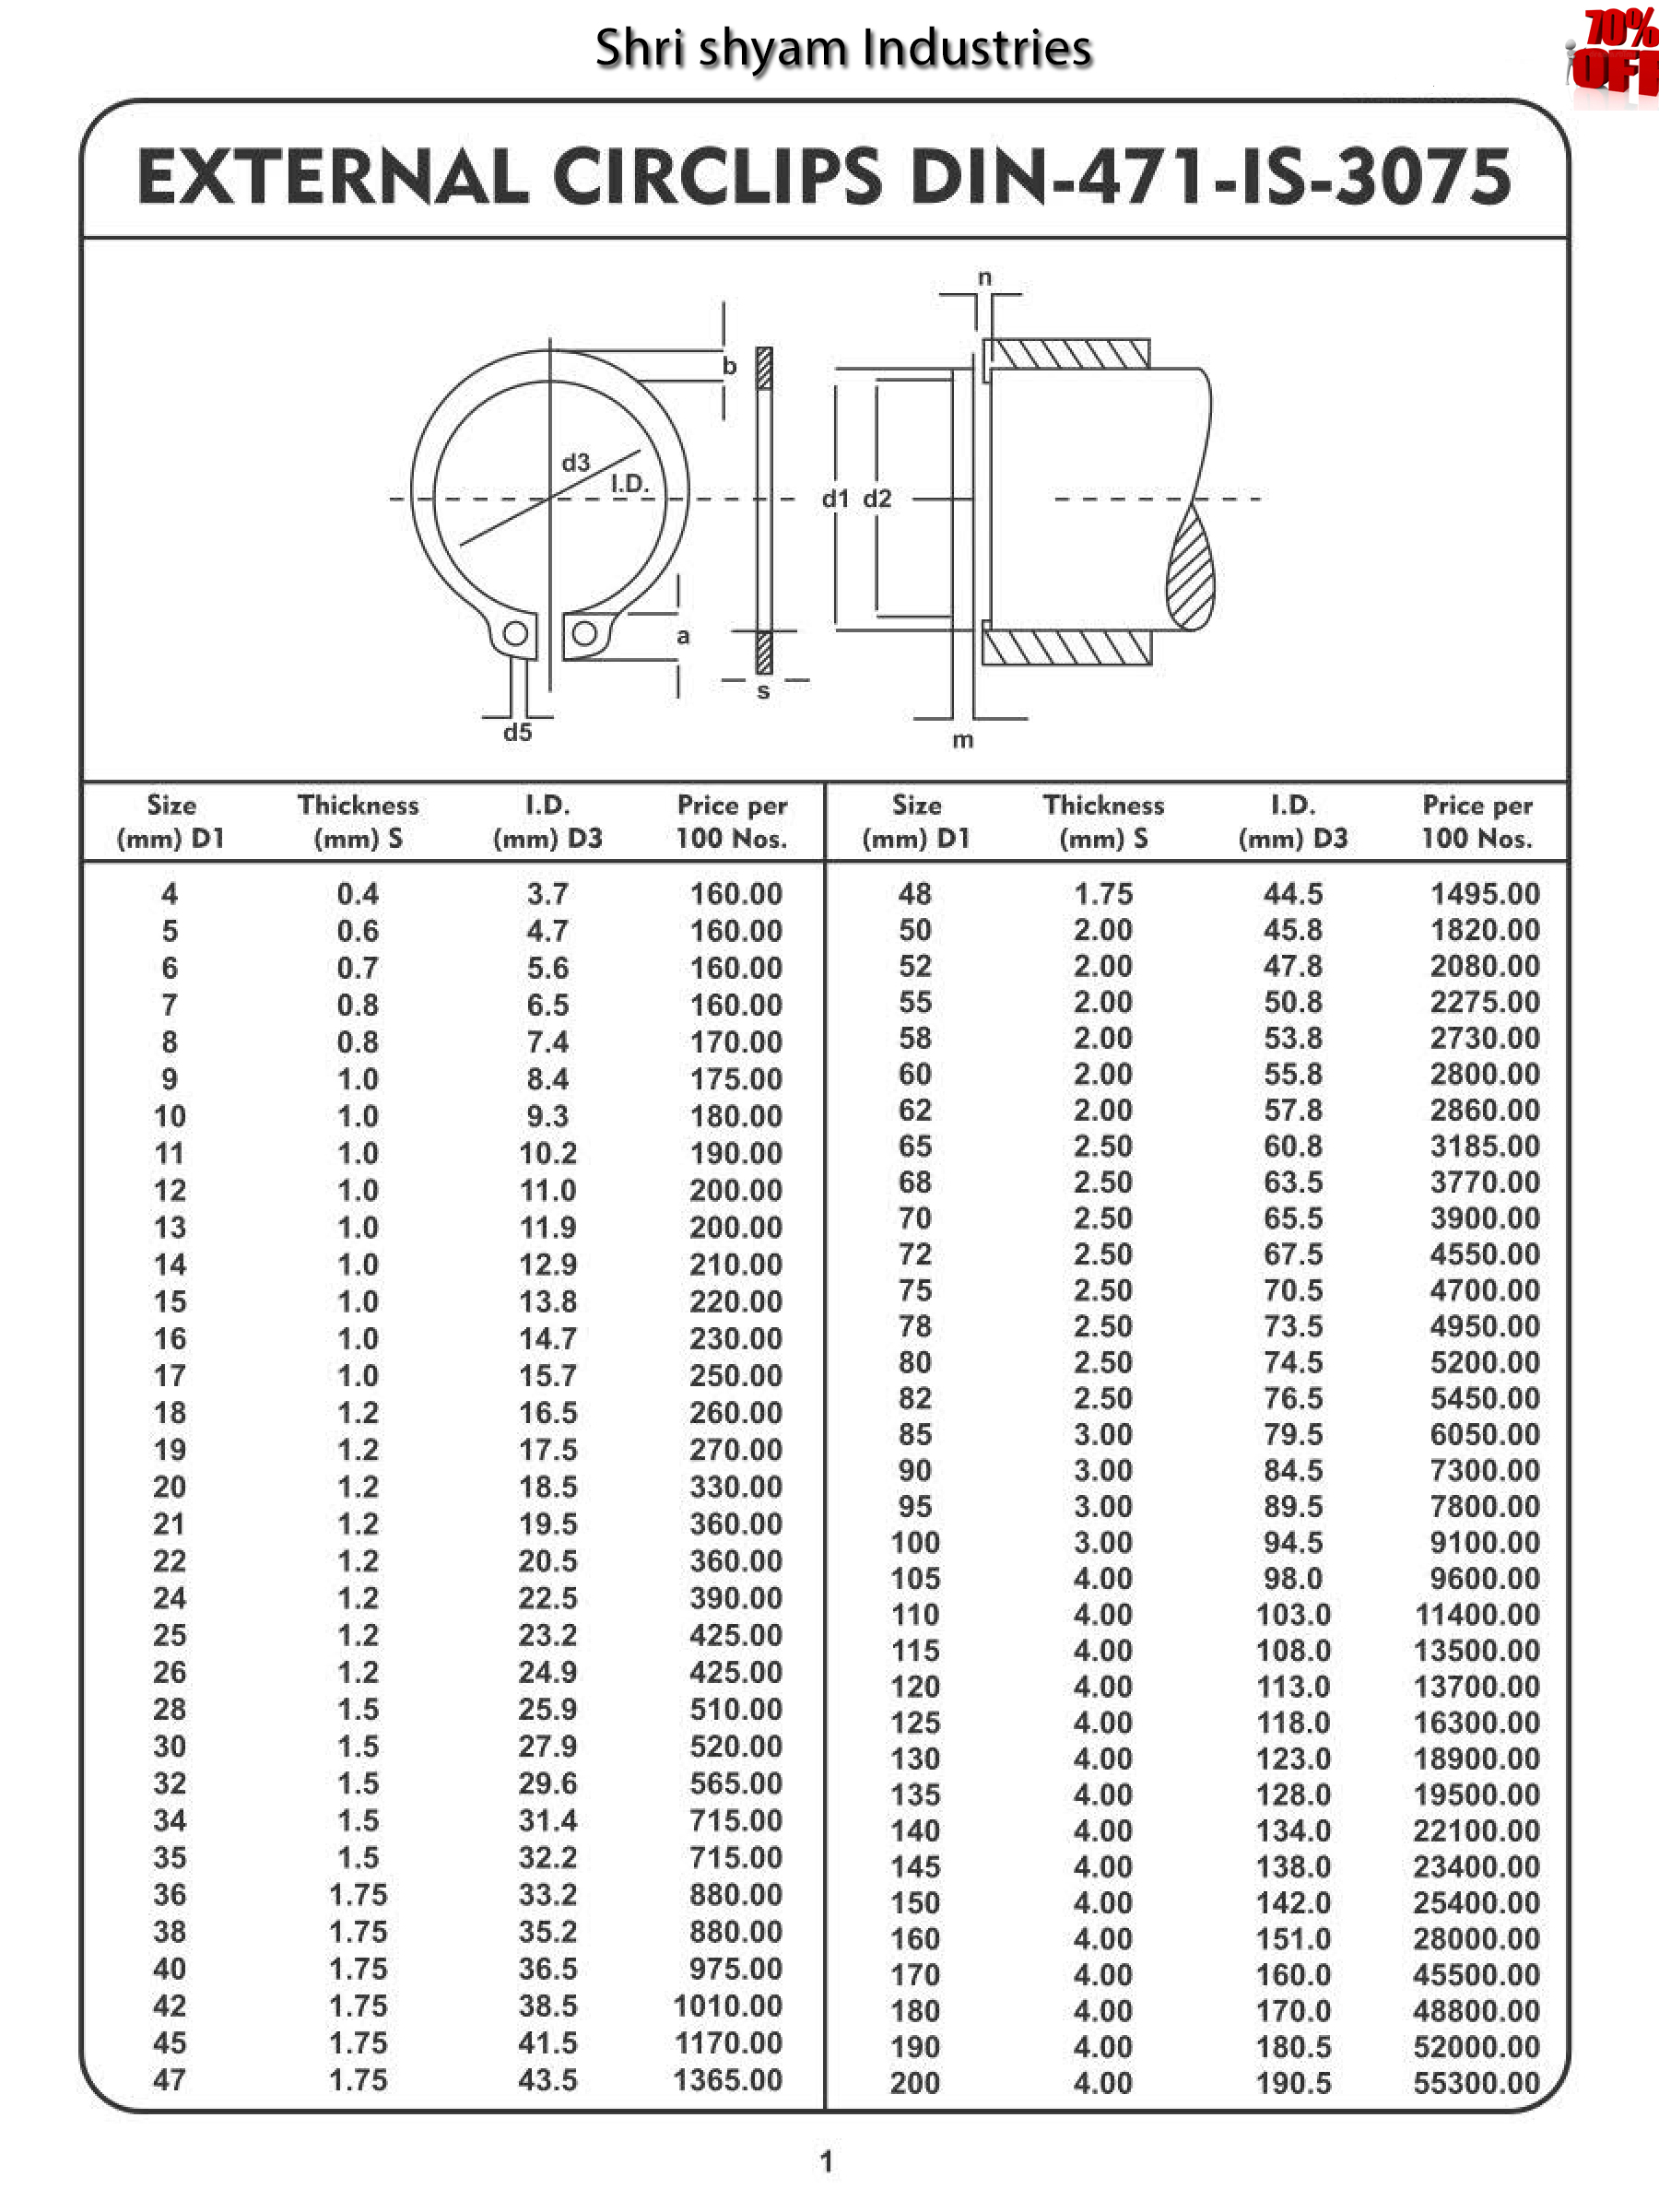 Shri shyam Industries
70%
OFF
EXTERNAL CIRCLIPS DIN-471-IS-3075
n
b
d3
I.D.
d1 d2
a
s
d5
m
Size Thickness I.D. Price per Size Thickness I.D. Price per
(mm) D1 (mm) S (mm) D3 100 Nos. (mm) D1 (mm) S (mm) D3 100 Nos.
4 0.4 3.7 160.00 48 1.75 44.5 1495.00
5 0.6 4.7 160.00 50 2.00 45.8 1820.00
6 0.7 5.6 160.00 52 2.00 47.8 2080.00
7 0.8 6.5 160.00 55 2.00 50.8 2275.00
8 0.8 7.4 170.00 58 2.00 53.8 2730.00
9 1.0 8.4 175.00 60 2.00 55.8 2800.00
10 1.0 9.3 180.00 62 2.00 57.8 2860.00
11 1.0 10.2 190.00 65 2.50 60.8 3185.00
12 1.0 11.0 200.00 68 2.50 63.5 3770.00
13 1.0 11.9 200.00 70 2.50 65.5 3900.00
14 1.0 12.9 210.00 72 2.50 67.5 4550.00
15 1.0 13.8 220.00 75 2.50 70.5 4700.00
16 1.0 14.7 230.00 78 2.50 73.5 4950.00
17 1.0 15.7 250.00 80 2.50 74.5 5200.00
18 1.2 16.5 260.00 82 2.50 76.5 5450.00
19 1.2 17.5 270.00 85 3.00 79.5 6050.00
20 1.2 18.5 330.00 90 3.00 84.5 7300.00
21 1.2 19.5 360.00 95 3.00 89.5 7800.00
22 1.2 20.5 360.00 100 3.00 94.5 9100.00
24 1.2 22.5 390.00 105 4.00 98.0 9600.00
25 1.2 23.2 425.00 110 4.00 103.0 11400.00
26 1.2 24.9 425.00 115 4.00 108.0 13500.00
28 1.5 25.9 510.00 120 4.00 113.0 13700.00
30 1.5 27.9 520.00 125 4.00 118.0 16300.00
32 1.5 29.6 565.00 130 4.00 123.0 18900.00
34 1.5 31.4 715.00 135 4.00 128.0 19500.00
35 1.5 32.2 715.00 140 4.00 134.0 22100.00
36 1.75 33.2 880.00 145 4.00 138.0 23400.00
38 1.75 35.2 880.00 150 4.00 142.0 25400.00
40 1.75 36.5 975.00 160 4.00 151.0 28000.00
42 1.75 38.5 1010.00 170 4.00 160.0 45500.00
45 1.75 41.5 1170.00 180 4.00 170.0 48800.00
47 1.75 43.5 1365.00 190 4.00 180.5 52000.00
200 4.00 190.5 55300.00
1